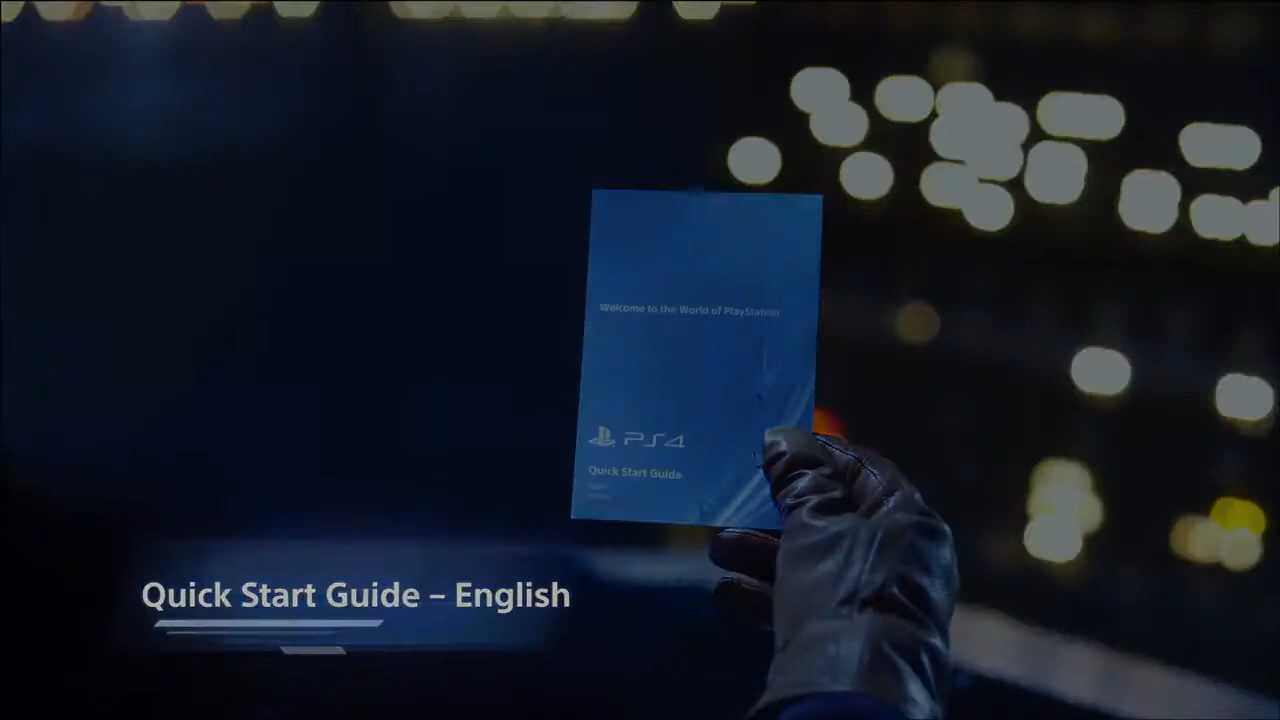 Welcome to the World of PlayStation
PS4
Quick Start Guide
Quick Start Guide – English